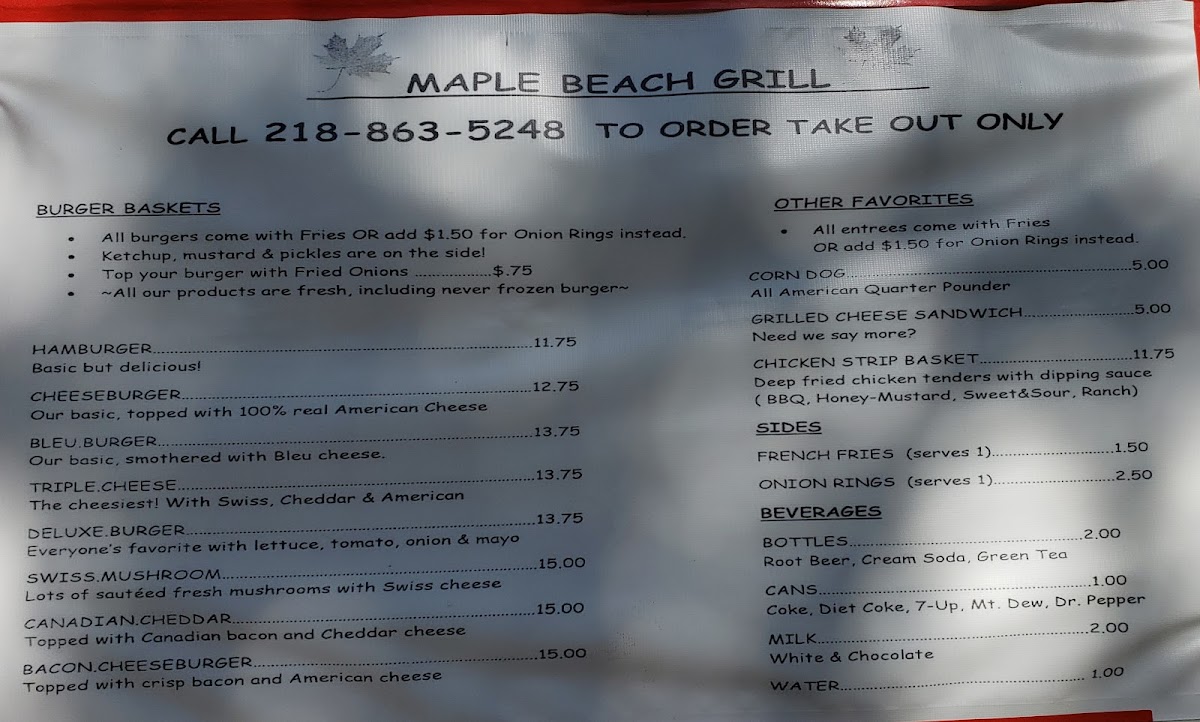 MAPLE BEACH GRILL
CALL 218-863-5248 TO ORDER TAKE OUT ONLY
BURGER BASKETS
• All burgers come with Fries OR add $1.50 for Onion Rings instead.
• Ketchup, mustard & pickles are on the side!
• Top your burger with Fried Onions ...................$.75
• ~All our products are fresh, including never frozen burger~
HAMBURGER....................11.75
Basic but delicious!
CHEESEBURGER....................12.75
Our basic, topped with 100% real American Cheese
BLEU.BURGER....................13.75
Our basic, smothered with Bleu cheese.
TRIPLE.CHEESE....................13.75
The cheesiest! With Swiss, Cheddar & American
DELUXE.BURGER....................13.75
Everyone's favorite with lettuce, tomato, onion & mayo
SWISS.MUSHROOM....................15.00
Lots of sautéed fresh mushrooms with Swiss cheese
CANADIAN.CHEDDAR....................15.00
Topped with Canadian bacon and Cheddar cheese
BACON.CHEESEBURGER....................15.00
Topped with crisp bacon and American cheese
OTHER FAVORITES
• All entrees come with Fries
OR add $1.50 for Onion Rings instead.
CORN DOG....................5.00
All American Quarter Pounder
GRILLED CHEESE SANDWICH....................5.00
Need we say more?
CHICKEN STRIP BASKET....................11.75
Deep fried chicken tenders with dipping sauce
( BBQ, Honey-Mustard, Sweet&Sour, Ranch)
SIDES
FRENCH FRIES (serves 1)....................1.50
ONION RINGS (serves 1)....................2.50
BEVERAGES
BOTTLES....................2.00
Root Beer, Cream Soda, Green Tea
CANS....................1.00
Coke, Diet Coke, 7-Up, Mt. Dew, Dr. Pepper
MILK....................2.00
White & Chocolate
WATER.................... 1.00